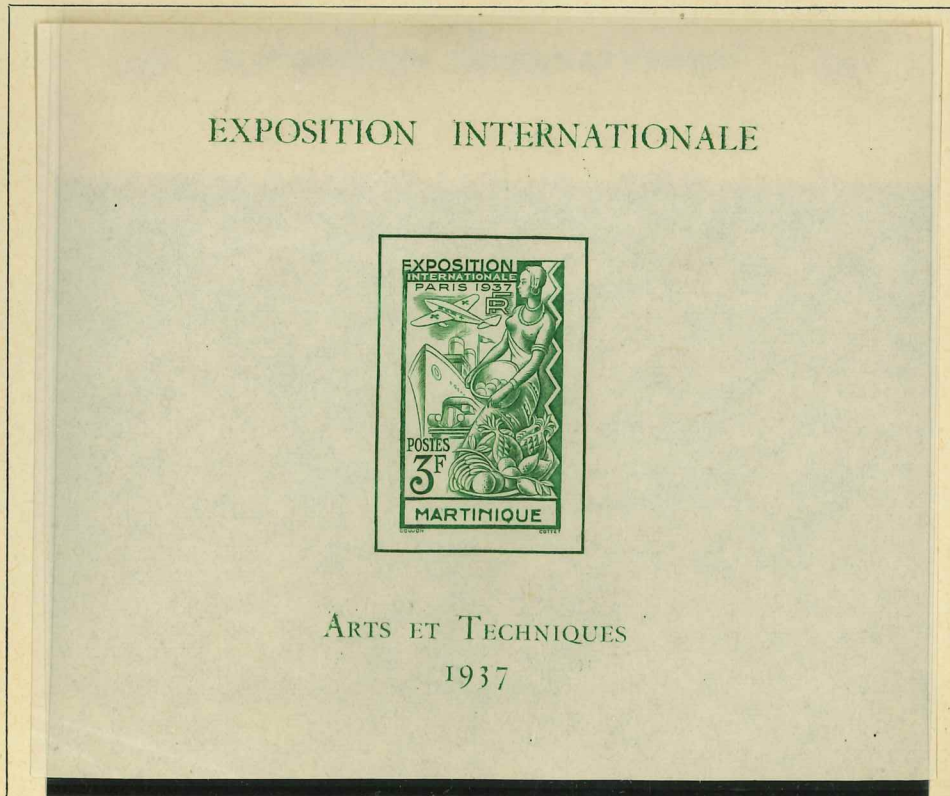 EXPOSITION INTERNATIONALE
EXPOSITION
INTERNATIONALE
PARIS 1937
RF
POSTES
3F
MARTINIQUE
ARTS ET TECHNIQUES
1937